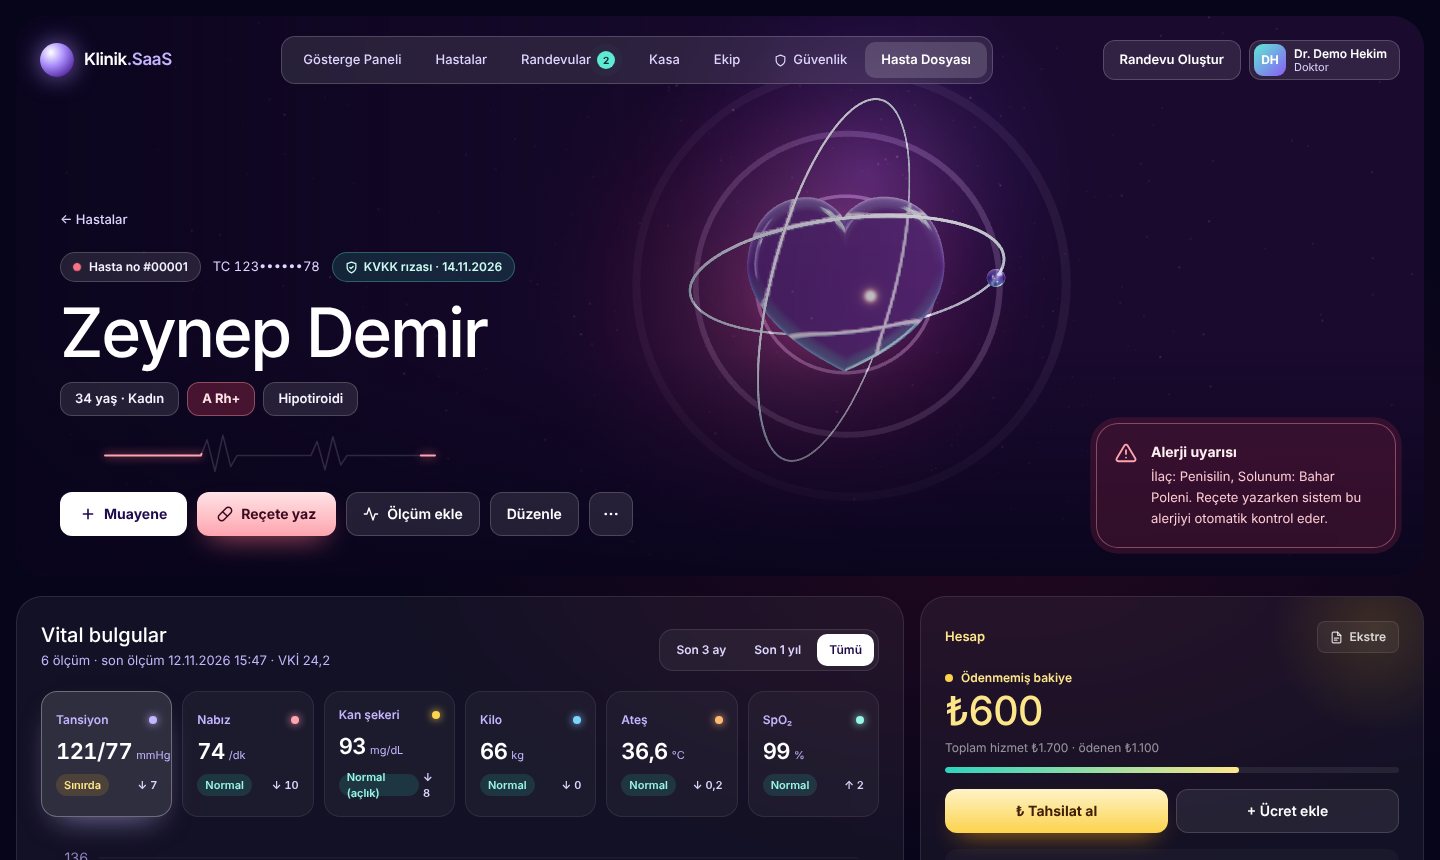 Klinik.SaaS
Gösterge Paneli
Hastalar
Randevular 2
Kasa
Ekip
Güvenlik
Hasta Dosyası
Randevu Oluştur
DH
Dr. Demo Hekim
Doktor
← Hastalar
Hasta no #00001
TC 123••••••78
KVKK rızası · 14.11.2026
Zeynep Demir
34 yaş · Kadın
A Rh+
Hipotiroidi
+ Muayene
Reçete yaz
Ölçüm ekle
Düzenle
···
Alerji uyarısı
İlaç: Penisilin, Solunum: Bahar
Poleni. Reçete yazarken sistem bu
alerjiyi otomatik kontrol eder.
Vital bulgular
6 ölçüm · son ölçüm 12.11.2026 15:47 · VKİ 24,2
Son 3 ay
Son 1 yıl
Tümü
Tansiyon
121/77 mmHg
Sınırda
↓ 7
Nabız
74 /dk
Normal
↓ 10
Kan şekeri
93 mg/dL
Normal
(açlık)
↓
8
Kilo
66 kg
Normal
↓ 0
Ateş
36,6 °C
Normal
↓ 0,2
SpO₂
99 %
Normal
↑ 2
136
Hesap
Ekstre
Ödenmemiş bakiye
₺600
Toplam hizmet ₺1.700 · ödenen ₺1.100
₺ Tahsilat al
+ Ücret ekle